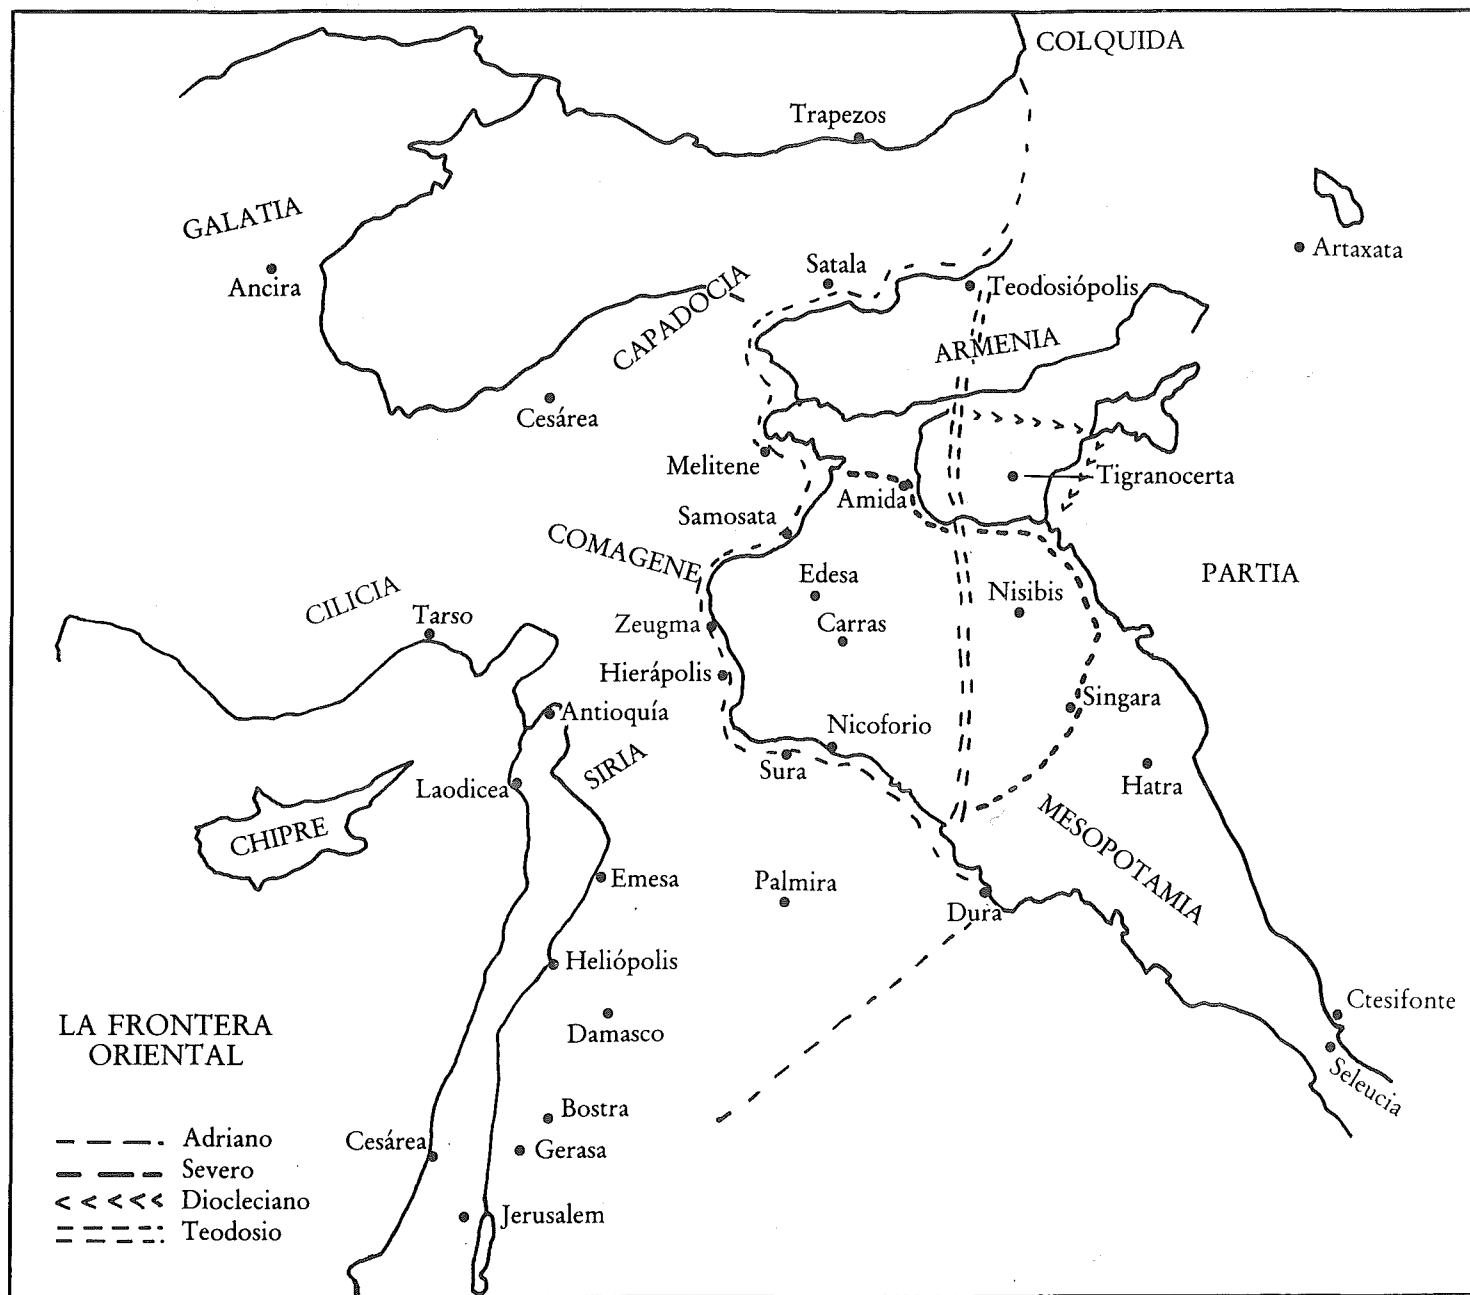 COLQUIDA
Trapezos
GALATIA
Ancira
Artaxata
Satala
Teodosiópolis
CAPADOCIA
ARMENIA
Cesárea
Melitene
Amida
Tigranocerta
Samosata
COMAGENE
PARTIA
Edesa
Nisibis
CILICIA
Tarso
Zeugma
Carras
Hierápolis
Singara
Antioquía
Nicoforio
SIRIA
Sura
Laodicea
Hatra
CHIPRE
MESOPOTAMIA
Emesa
Palmira
Dura
Heliópolis
Ctesifonte
LA FRONTERA
ORIENTAL
Damasco
Seleucia
Bostra
Adriano
Cesárea
Gerasa
Severo
Diocleciano
Jerusalem
Teodosio